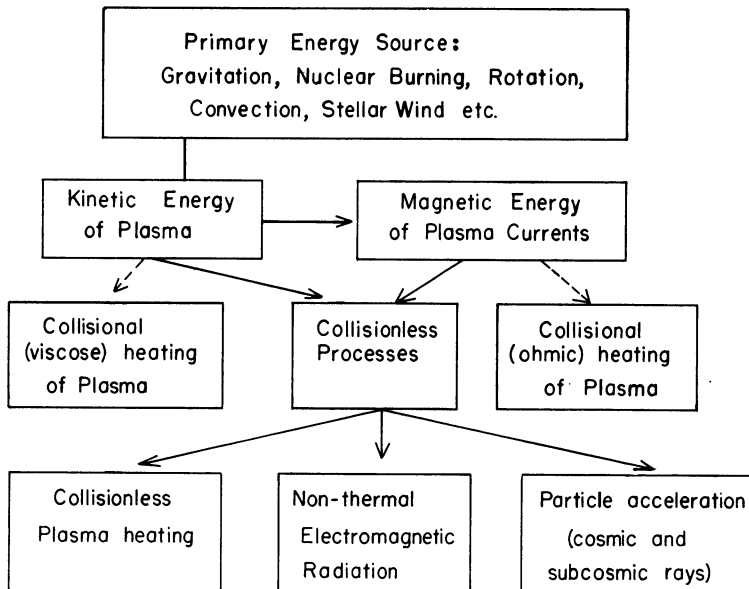 Primary Energy Source:
Gravitation, Nuclear Burning, Rotation,
Convection, Stellar Wind etc.
Kinetic Energy
of Plasma
Magnetic Energy
of Plasma Currents
Collisional
(viscose) heating
of Plasma
Collisionless
Processes
Collisional
(ohmic) heating
of Plasma
Collisionless
Plasma heating
Non-thermal
Electromagnetic
Radiation
Particle acceleration
(cosmic and
subcosmic rays)